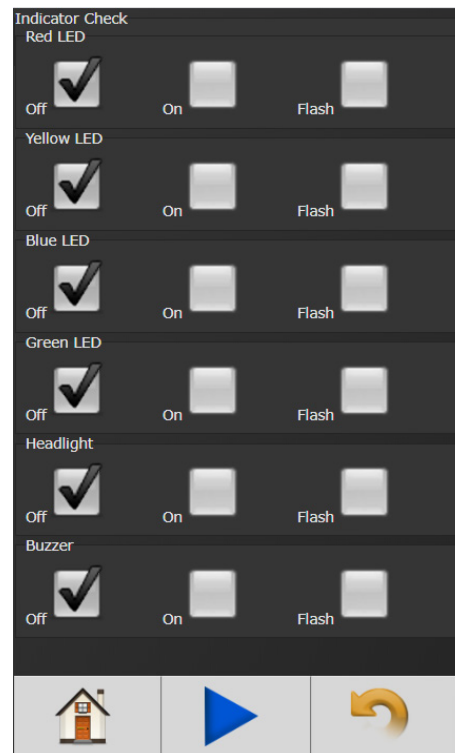 Indicator Check
Red LED
Off On Flash
Yellow LED
Off On Flash
Blue LED
Off On Flash
Green LED
Off On Flash
Headlight
Off On Flash
Buzzer
Off On Flash